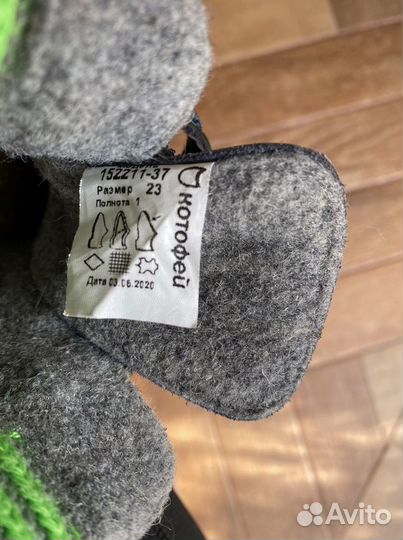 152211-37
Размер 23
Полнота 1
Дата 03.06.2020
котофей
Avito